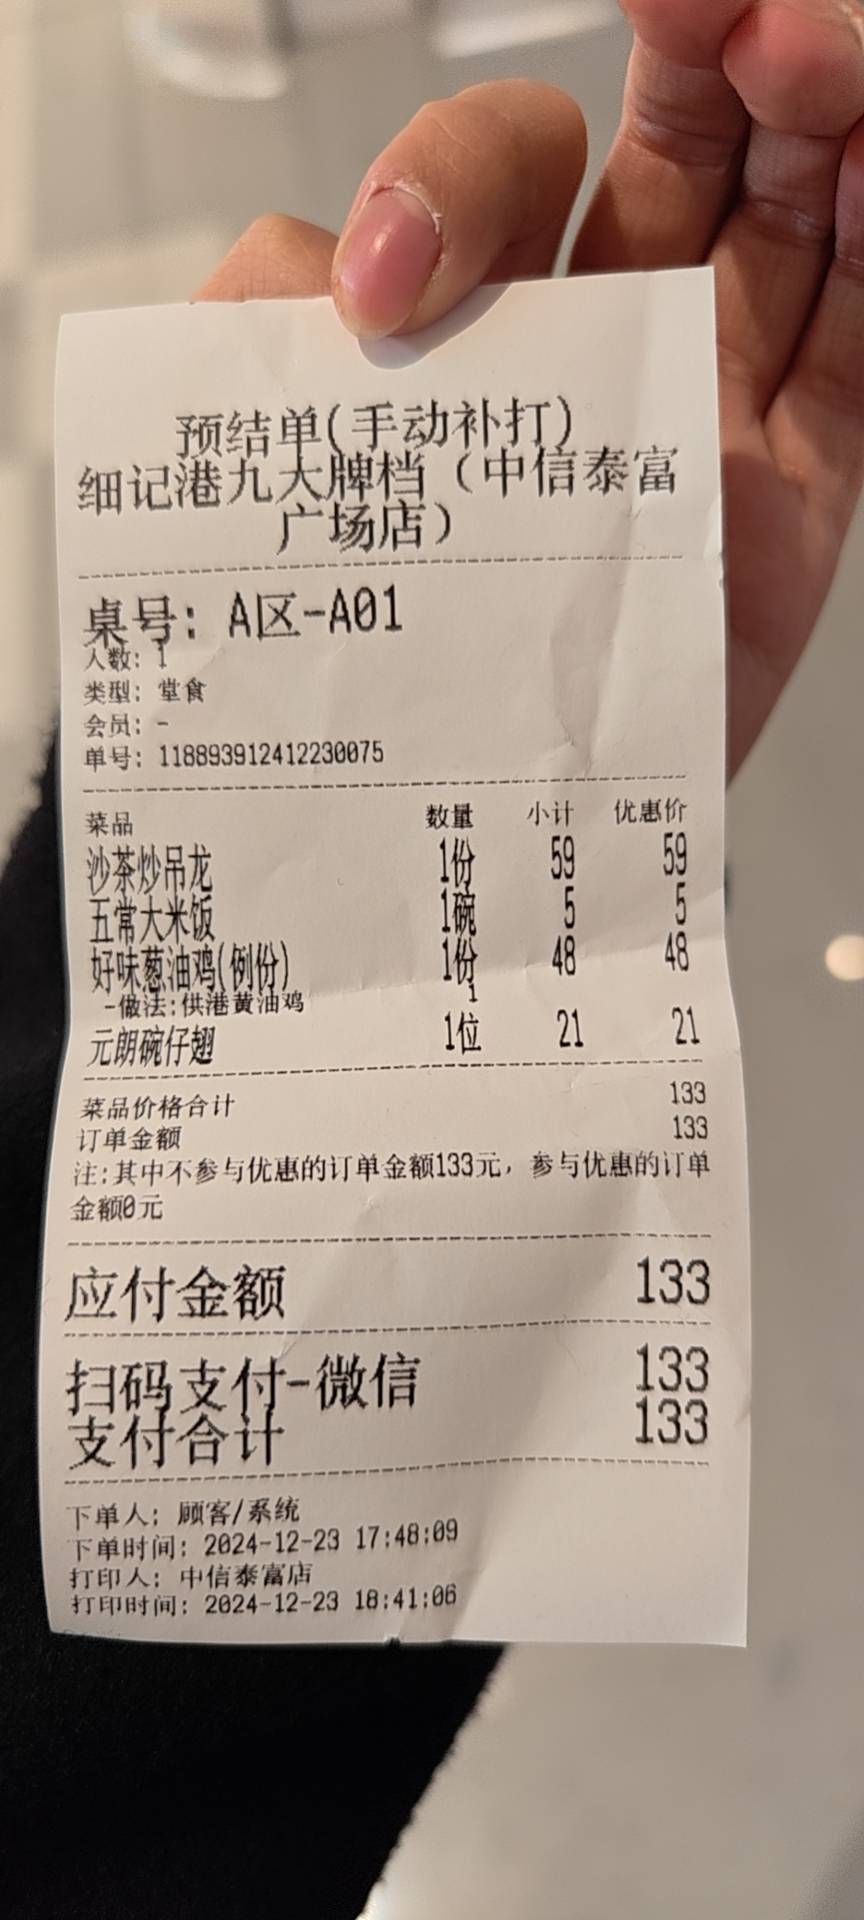 预结单(手动补打)
细记港九大牌档（中信泰富
广场店）
桌号: A区-A01
人数: 1
类型: 堂食
会员: -
单号: 118893912412230075
菜品 数量 小计 优惠价
沙茶炒吊龙 1份 59 59
五常大米饭 1碗 5 5
好味葱油鸡(例份) 1份 48 48
-做法:供港黄油鸡 1
元朗碗仔翅 1位 21 21
菜品价格合计 133
订单金额 133
注:其中不参与优惠的订单金额133元，参与优惠的订单
金额0元
应付金额 133
扫码支付-微信 133
支付合计 133
下单人: 顾客/系统
下单时间: 2024-12-23 17:48:09
打印人: 中信泰富店
打印时间: 2024-12-23 18:41:06